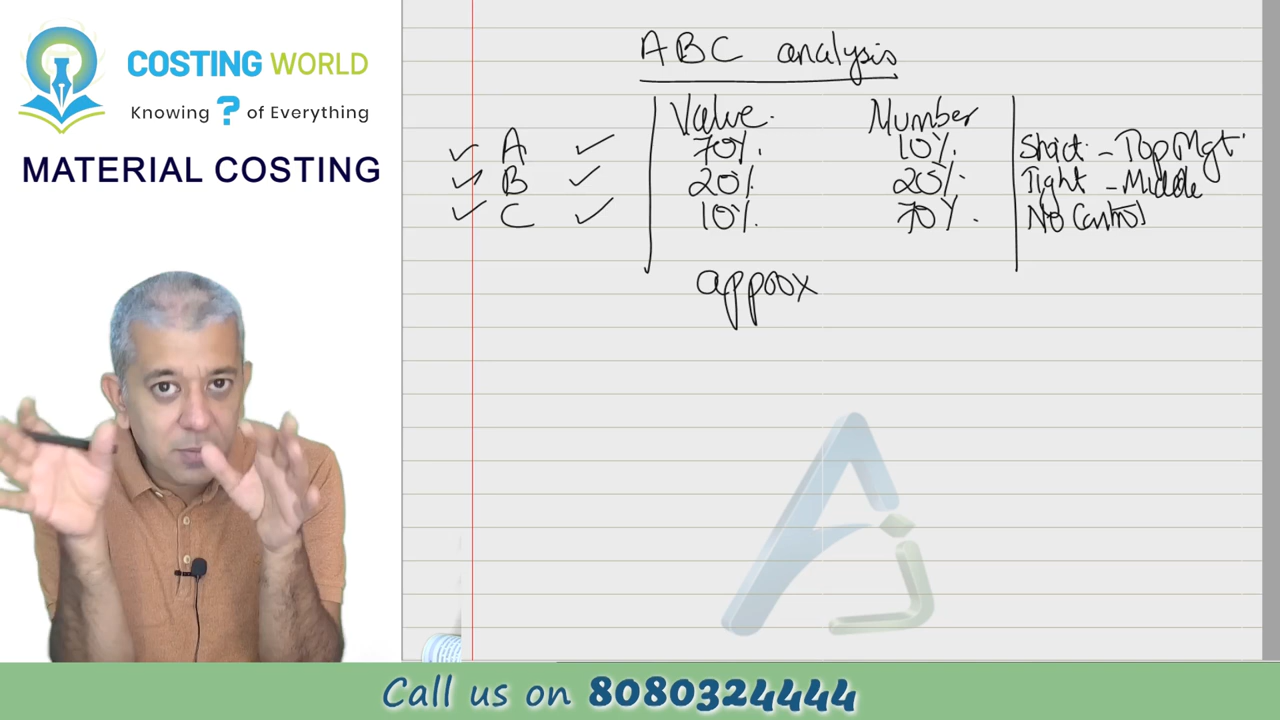 COSTING WORLD
Knowing ? of Everything
MATERIAL COSTING
ABC analysis
Value. Number
A 70%. 10%. Strict - Top Mgt
B 20%. 20%. Tight - Middle
C 10%. 70%. No Control
approx
Call us on 8080324444